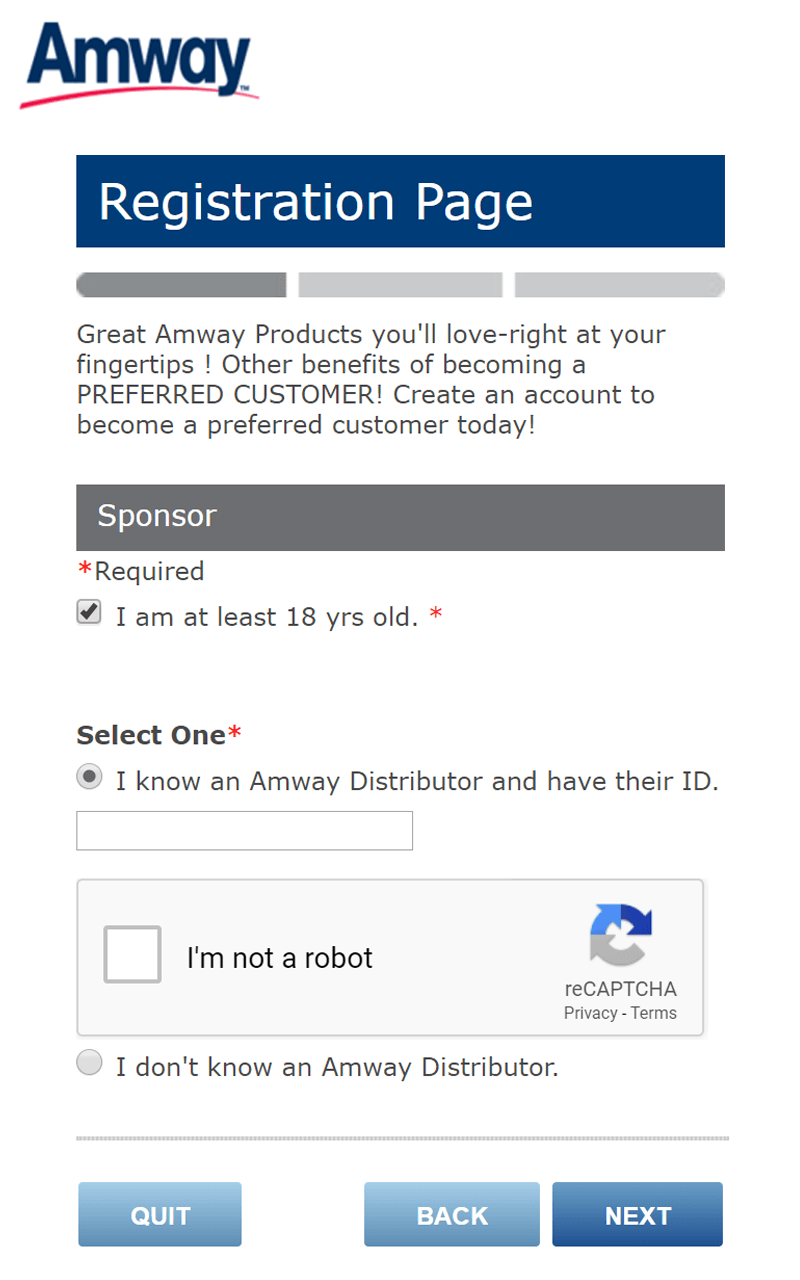 Amway™
Registration Page
Great Amway Products you'll love-right at your
fingertips ! Other benefits of becoming a
PREFERRED CUSTOMER! Create an account to
become a preferred customer today!
Sponsor
*Required
I am at least 18 yrs old. *
Select One*
I know an Amway Distributor and have their ID.
I'm not a robot
reCAPTCHA
Privacy - Terms
I don't know an Amway Distributor.
QUIT BACK NEXT